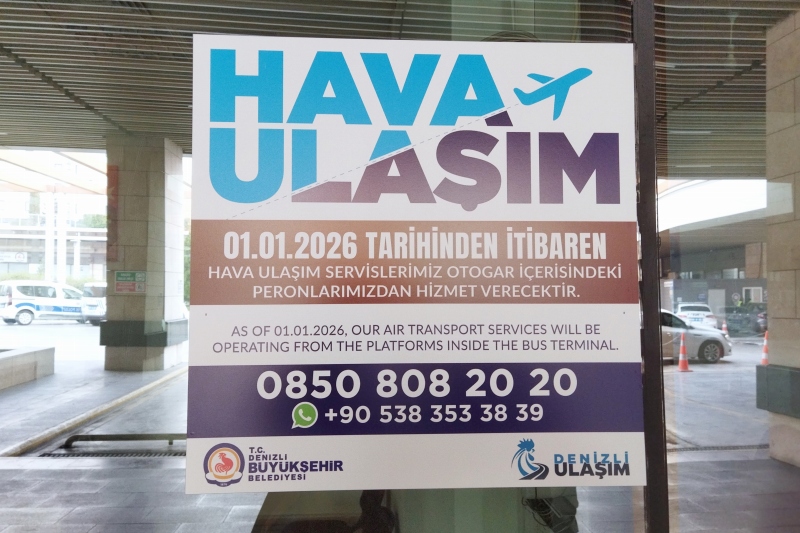 HAVA
ULAŞIM
01.01.2026 TARİHİNDEN İTİBAREN
HAVA ULAŞIM SERVİSLERİMİZ OTOGAR İÇERİSİNDEKİ
PERONLARIMIZDAN HİZMET VERECEKTİR.
AS OF 01.01.2026, OUR AIR TRANSPORT SERVICES WILL BE
OPERATING FROM THE PLATFORMS INSIDE THE BUS TERMINAL.
0850 808 20 20
+90 538 353 38 39
T.C.
DENİZLİ
BÜYÜKŞEHİR
BELEDİYESİ
DENİZLİ
ULAŞIM